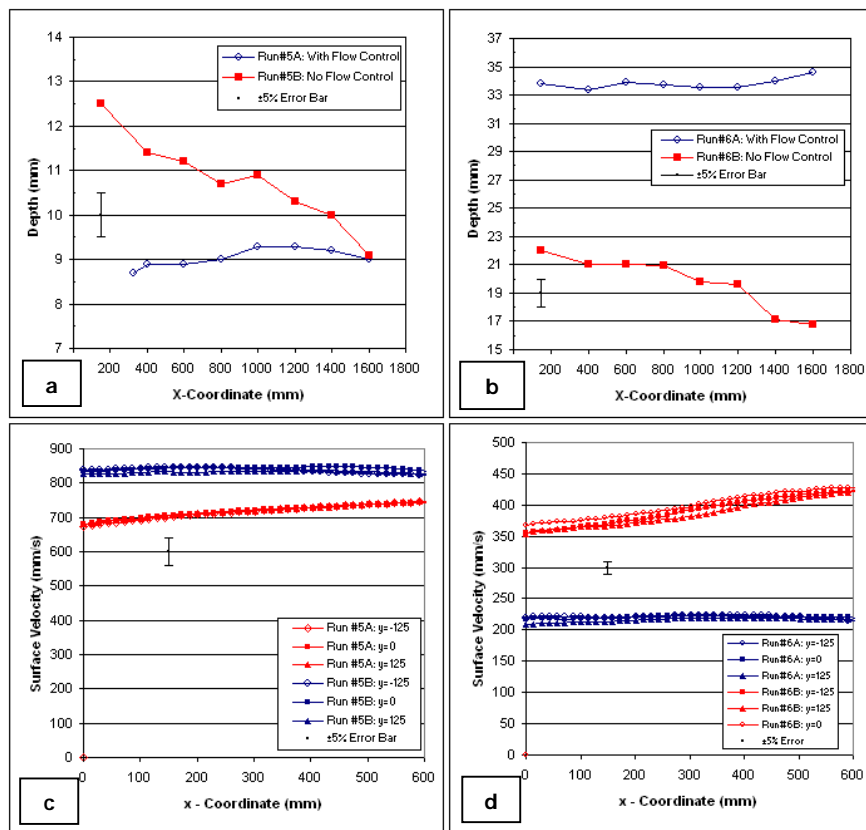 14
13
12
11
10
9
8
7
Depth (mm)
Run#5A: With Flow Control
Run#5B: No Flow Control
±5% Error Bar
200 400 600 800 1000 1200 1400 1600 1800
X-Coordinate (mm)
a
37
35
33
31
29
27
25
23
21
19
17
15
Depth (mm)
Run#6A: With Flow Control
Run#6B: No Flow Control
±5% Error Bar
200 400 600 800 1000 1200 1400 1600 1800
X-Coordinate (mm)
b
900
800
700
600
500
400
300
200
100
0
Surface Velocity (mm/s)
Run #5A: y=-125
Run #5A: y=0
Run #5A: y=125
Run #5B: y=-125
Run #5B: y=0
Run #5B: y=125
±5% Error Bar
0 100 200 300 400 500 600
x - Coordinate (mm)
c
500
450
400
350
300
250
200
150
100
50
0
Surface Velocity (mm/s)
Run#6A: y=-125
Run#6A: y=0
Run#6A: y=125
Run#6B: y=-125
Run#6B: y=125
Run#6B: y=0
±5% Error
0 100 200 300 400 500 600
x - Coordinate (mm)
d